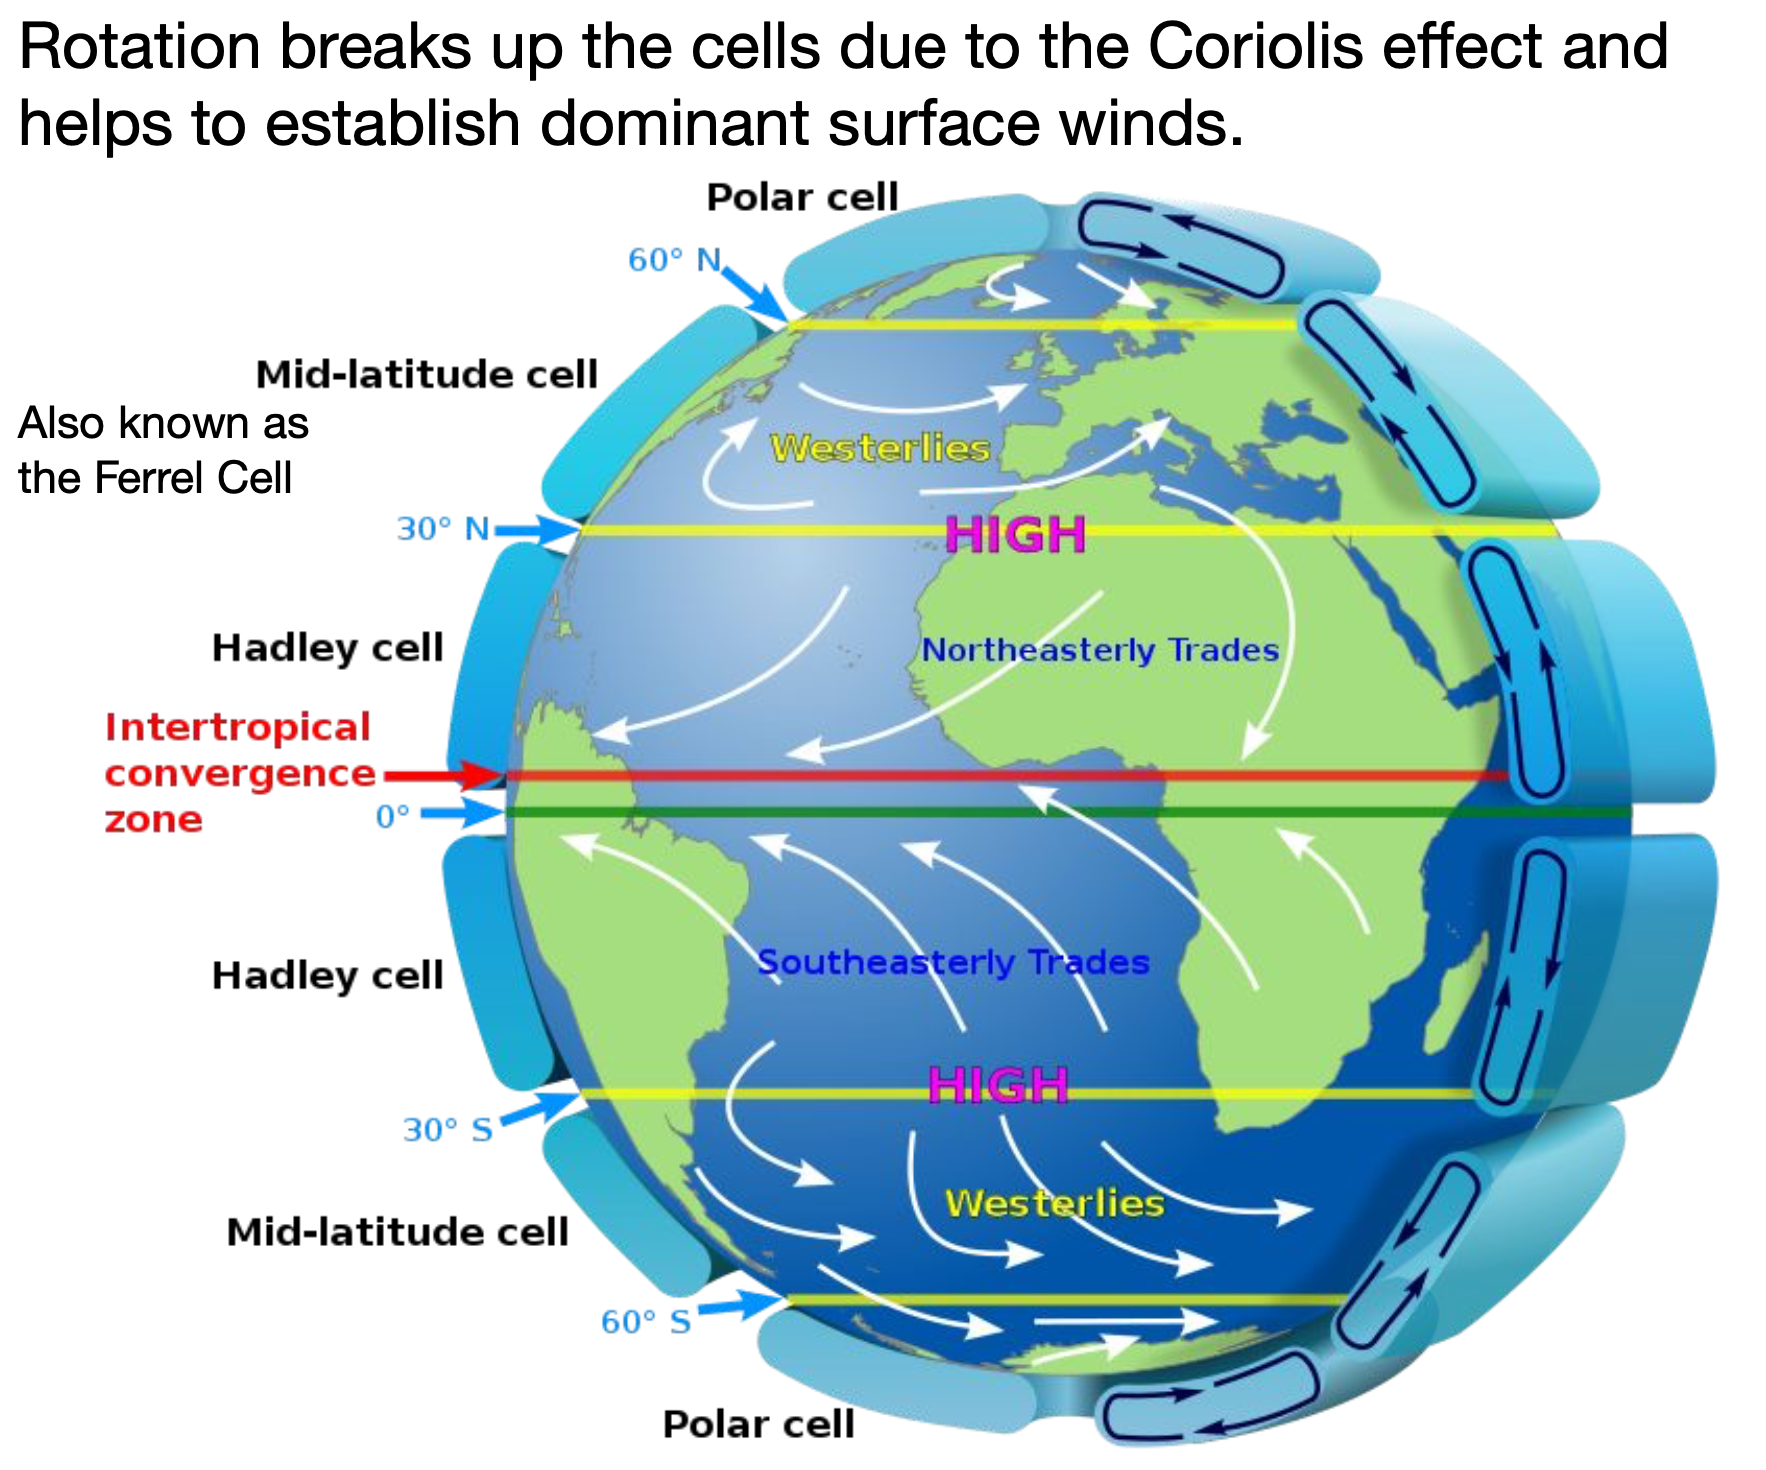 Rotation breaks up the cells due to the Coriolis effect and
helps to establish dominant surface winds.
Polar cell
60° N
Mid-latitude cell
Also known as
the Ferrel Cell
Westerlies
30° N
HIGH
Hadley cell
Northeasterly Trades
Intertropical
convergence
zone
0°
Hadley cell
Southeasterly Trades
HIGH
30° S
Westerlies
Mid-latitude cell
60° S
Polar cell